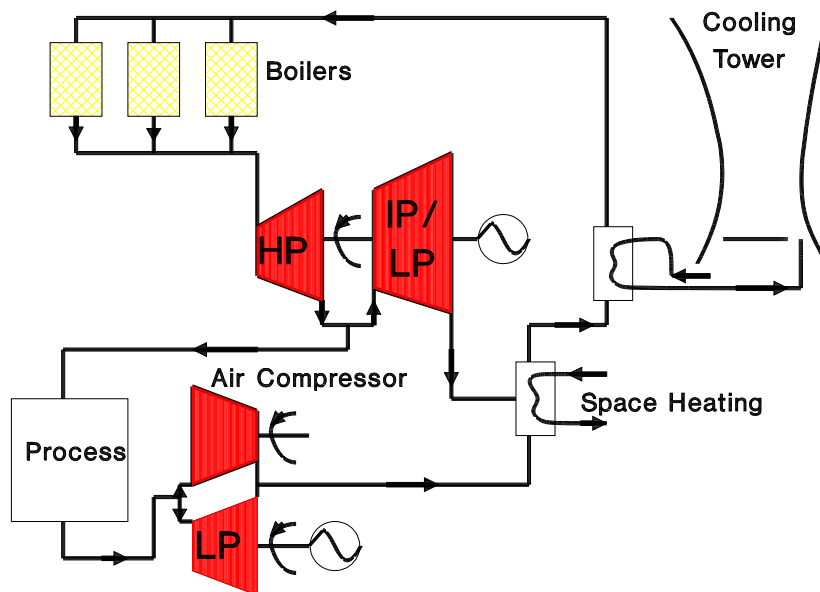 Cooling
Tower
Boilers
IP/
HP
LP
Air Compressor
Space Heating
Process
LP